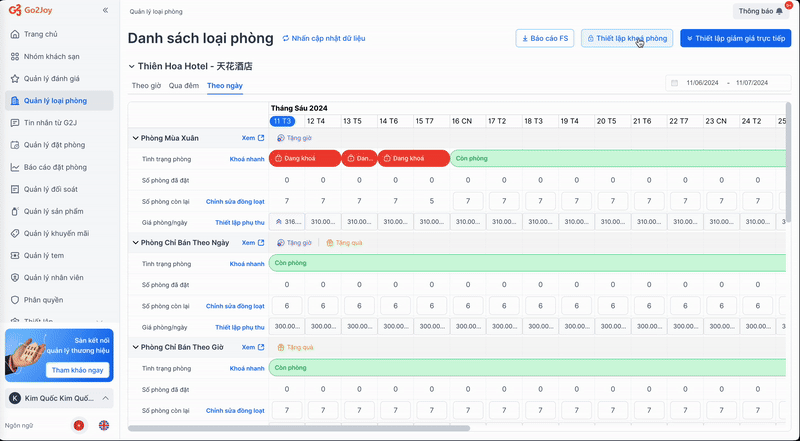 Go2Joy
«
Quản lý loại phòng
Thông báo
9+
Trang chủ
Nhóm khách sạn
Quản lý đánh giá
Quản lý loại phòng
Tin nhắn từ G2J
Quản lý đặt phòng
Báo cáo đặt phòng
Quản lý đối soát
Quản lý sản phẩm
Quản lý khuyến mãi
Quản lý tem
Quản lý nhân viên
Phân quyền
Thiết lập
Sàn kết nối
quản lý thương hiệu
Tham khảo ngay
K Kim Quốc Kim Quố...
Ngôn ngữ
Danh sách loại phòng
Nhấn cập nhật dữ liệu
Báo cáo FS
Thiết lập khoá phòng
Thiết lập giảm giá trực tiếp
Thiên Hoa Hotel - 天花酒店
Theo giờ Qua đêm Theo ngày
11/06/2024 - 11/07/2024
Tháng Sáu 2024
11 T3 12 T4 13 T5 14 T6 15 T7 16 CN 17 T2 18 T3 19 T4 20 T5 21 T6 22 T7 23 CN 24 T2 25
Phòng Mùa Xuân Xem Tặng giờ
Tình trạng phòng Khoá nhanh Đang khoá Đan... Đang khoá Còn phòng
Số phòng đã đặt 0 0 0 0 0 0 0 0 0 0 0 0 0 0
Số phòng còn lại Chỉnh sửa đồng loạt 7 7 7 7 5 7 7 7 7 7 7 7 7 7
Giá phòng/ngày Thiết lập phụ thu 316.... 310.00... 310.00... 310.00... 310.00... 310.00... 310.00... 310.00... 310.00... 310.00... 310.00... 310.00... 310.00... 310.00...
Phòng Chỉ Bán Theo Ngày Xem Tặng giờ Tặng quà
Tình trạng phòng Khoá nhanh Còn phòng
Số phòng đã đặt 0 0 0 0 0 0 0 0 0 0 0 0 0 0
Số phòng còn lại Chỉnh sửa đồng loạt 6 6 6 6 6 6 6 6 6 6 6 6 6 6
Giá phòng/ngày Thiết lập phụ thu 300.00... 300.00... 300.00... 300.00... 300.00... 300.00... 300.00... 300.00... 300.00... 300.00... 300.00... 300.00... 300.00... 300.00...
Phòng Chỉ Bán Theo Giờ Xem Tặng quà
Tình trạng phòng Khoá nhanh Còn phòng
Số phòng đã đặt 0 0 0 0 0 0 0 0 0 0 0 0 0 0
Số phòng còn lại Chỉnh sửa đồng loạt 7 7 7 7 7 7 7 7 7 7 7 7 7 7